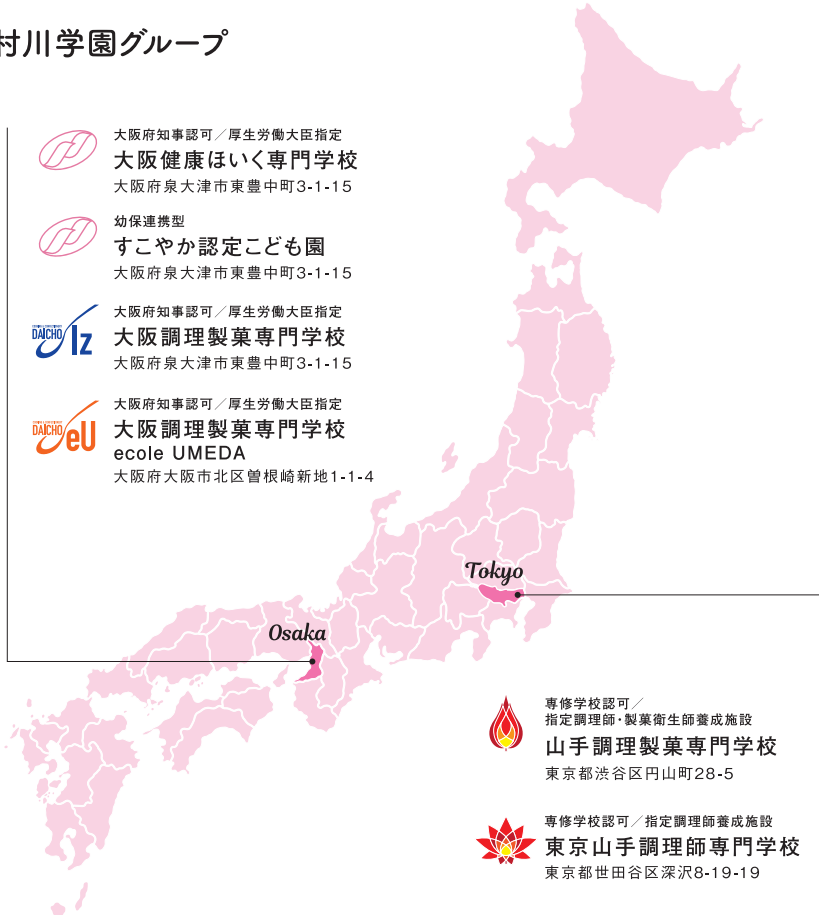 村川学園グループ
大阪府知事認可／厚生労働大臣指定
大阪健康ほいく専門学校
大阪府泉大津市東豊中町3-1-15
幼保連携型
すこやか認定こども園
大阪府泉大津市東豊中町3-1-15
DAICHO Iz
大阪府知事認可／厚生労働大臣指定
大阪調理製菓専門学校
大阪府泉大津市東豊中町3-1-15
DAICHO eU
大阪府知事認可／厚生労働大臣指定
大阪調理製菓専門学校
ecole UMEDA
大阪府大阪市北区曽根崎新地1-1-4
Tokyo
Osaka
専修学校認可／
指定調理師・製菓衛生師養成施設
山手調理製菓専門学校
東京都渋谷区円山町28-5
専修学校認可／指定調理師養成施設
東京山手調理師専門学校
東京都世田谷区深沢8-19-19